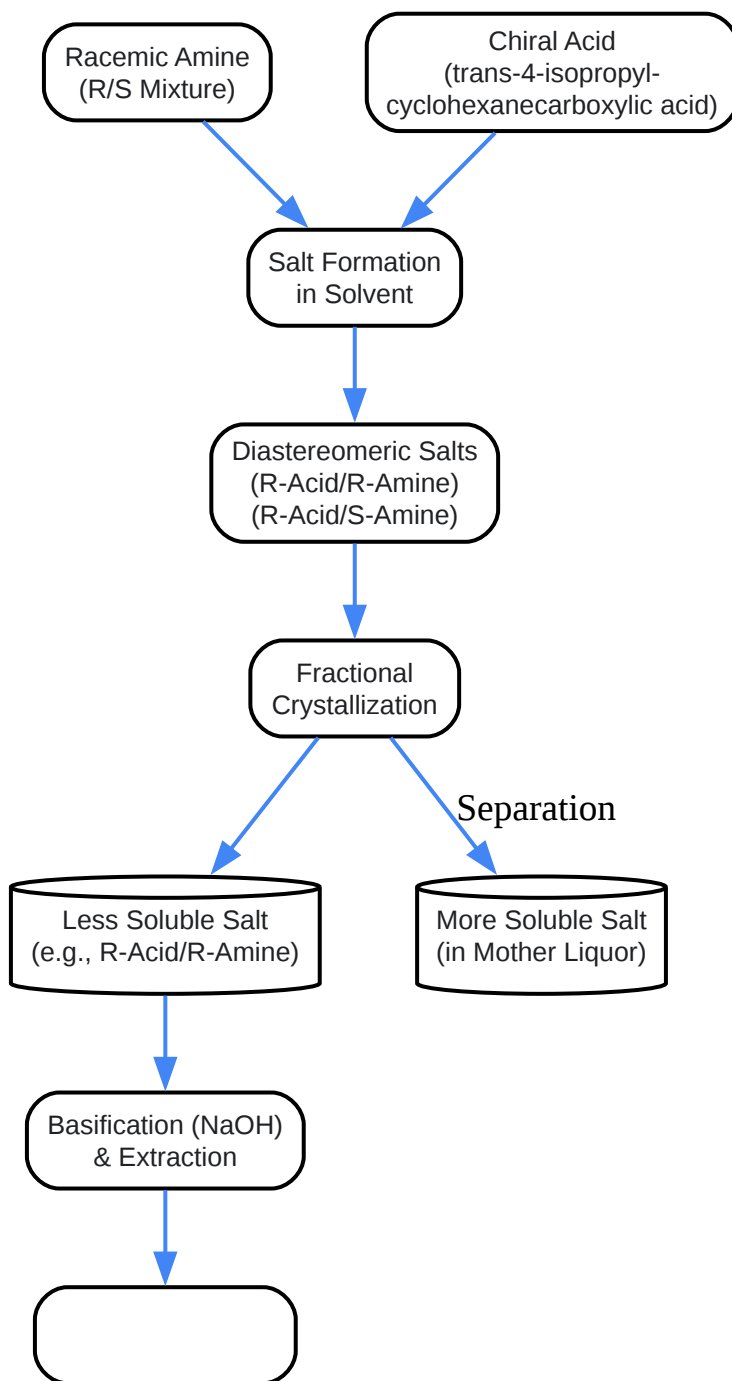 Racemic Amine
(R/S Mixture)
Chiral Acid
(trans-4-isopropyl-
cyclohexanecarboxylic acid)
Salt Formation
in Solvent
Diastereomeric Salts
(R-Acid/R-Amine)
(R-Acid/S-Amine)
Fractional
Crystallization
Separation
Less Soluble Salt
(e.g., R-Acid/R-Amine)
More Soluble Salt
(in Mother Liquor)
Basification (NaOH)
& Extraction